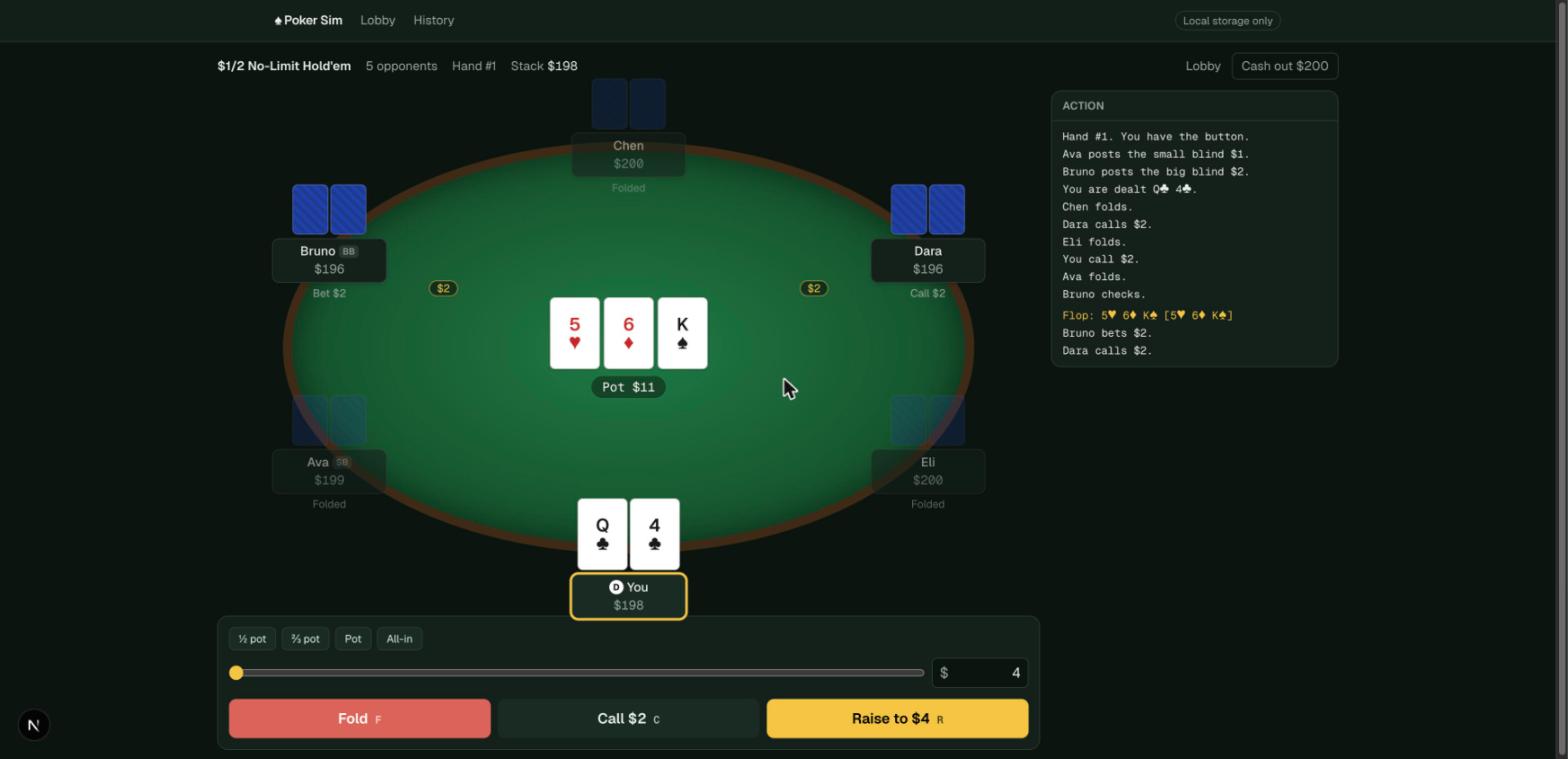 ♠ Poker Sim Lobby History Local storage only
$1/2 No-Limit Hold'em 5 opponents Hand #1 Stack $198 Lobby Cash out $200
Chen
$200
Folded
Bruno BB
$196
Bet $2
$2
Dara
$196
Call $2
$2
5♥ 6♦ K♠
Pot $11
Ava SB
$199
Folded
Eli
$200
Folded
Q♣ 4♣
D You
$198
½ pot ⅔ pot Pot All-in
$ 4
Fold F Call $2 C Raise to $4 R
N
ACTION
Hand #1. You have the button.
Ava posts the small blind $1.
Bruno posts the big blind $2.
You are dealt Q♣ 4♣.
Chen folds.
Dara calls $2.
Eli folds.
You call $2.
Ava folds.
Bruno checks.
Flop: 5♥ 6♦ K♠ [5♥ 6♦ K♠]
Bruno bets $2.
Dara calls $2.